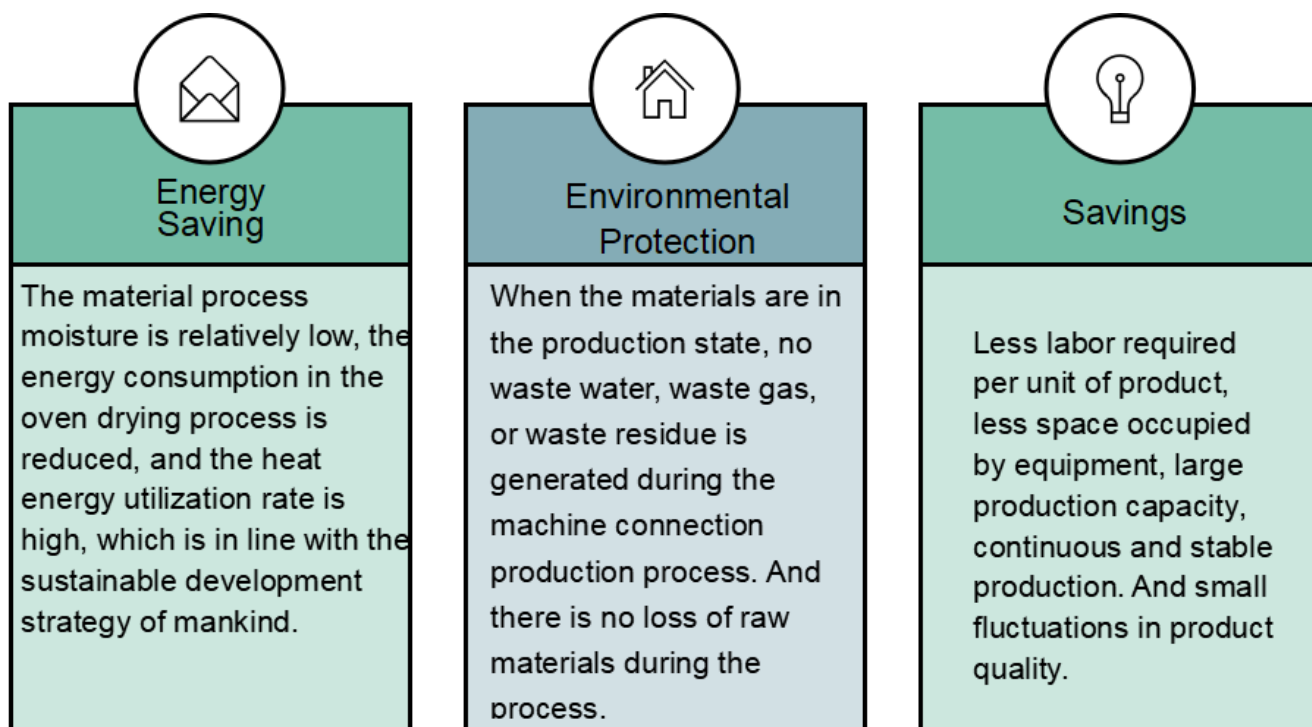 Energy
Saving
The material process
moisture is relatively low, the
energy consumption in the
oven drying process is
reduced, and the heat
energy utilization rate is
high, which is in line with the
sustainable development
strategy of mankind.
Environmental
Protection
When the materials are in
the production state, no
waste water, waste gas,
or waste residue is
generated during the
machine connection
production process. And
there is no loss of raw
materials during the
process.
Savings
Less labor required
per unit of product,
less space occupied
by equipment, large
production capacity,
continuous and stable
production. And small
fluctuations in product
quality.